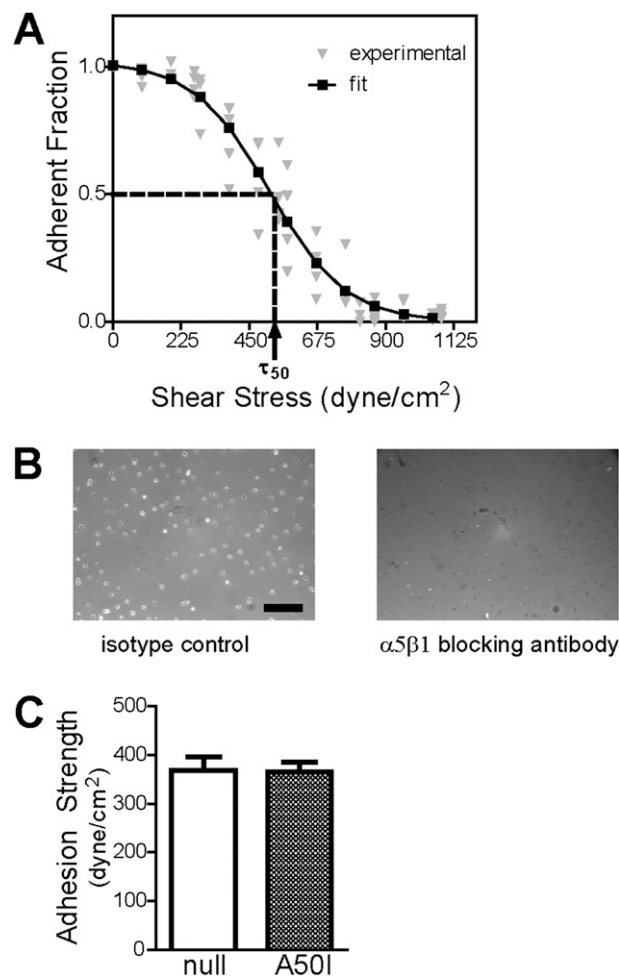 A
Adherent Fraction
1.0
0.5
0.0
experimental
fit
0 225 450 675 900 1125
τ50
Shear Stress (dyne/cm²)
B
isotype control
α5β1 blocking antibody
C
Adhesion Strength
(dyne/cm²)
500
400
300
200
100
0
null A50I